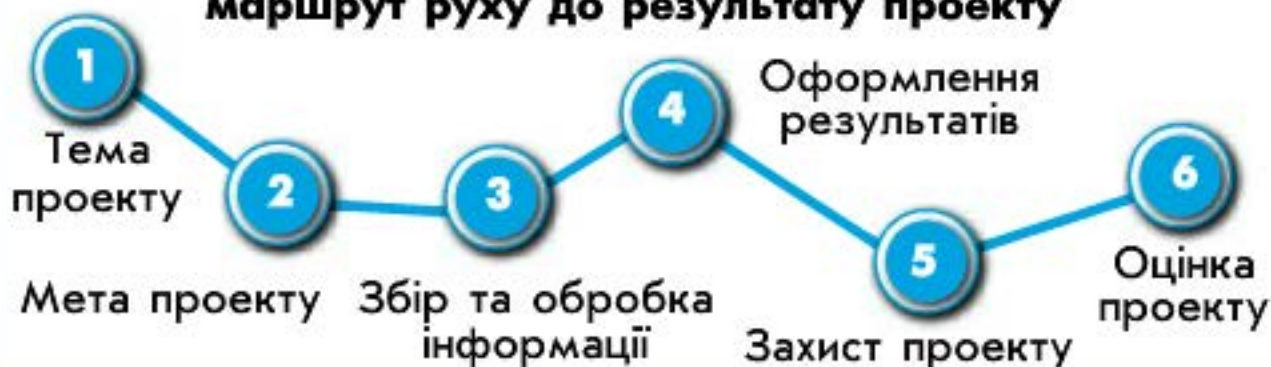 маршрут руху до результату проекту
1
Тема
проекту
2
Мета проекту
3
Збір та обробка
інформації
4
Оформлення
результатів
5
Захист проекту
6
Оцінка
проекту